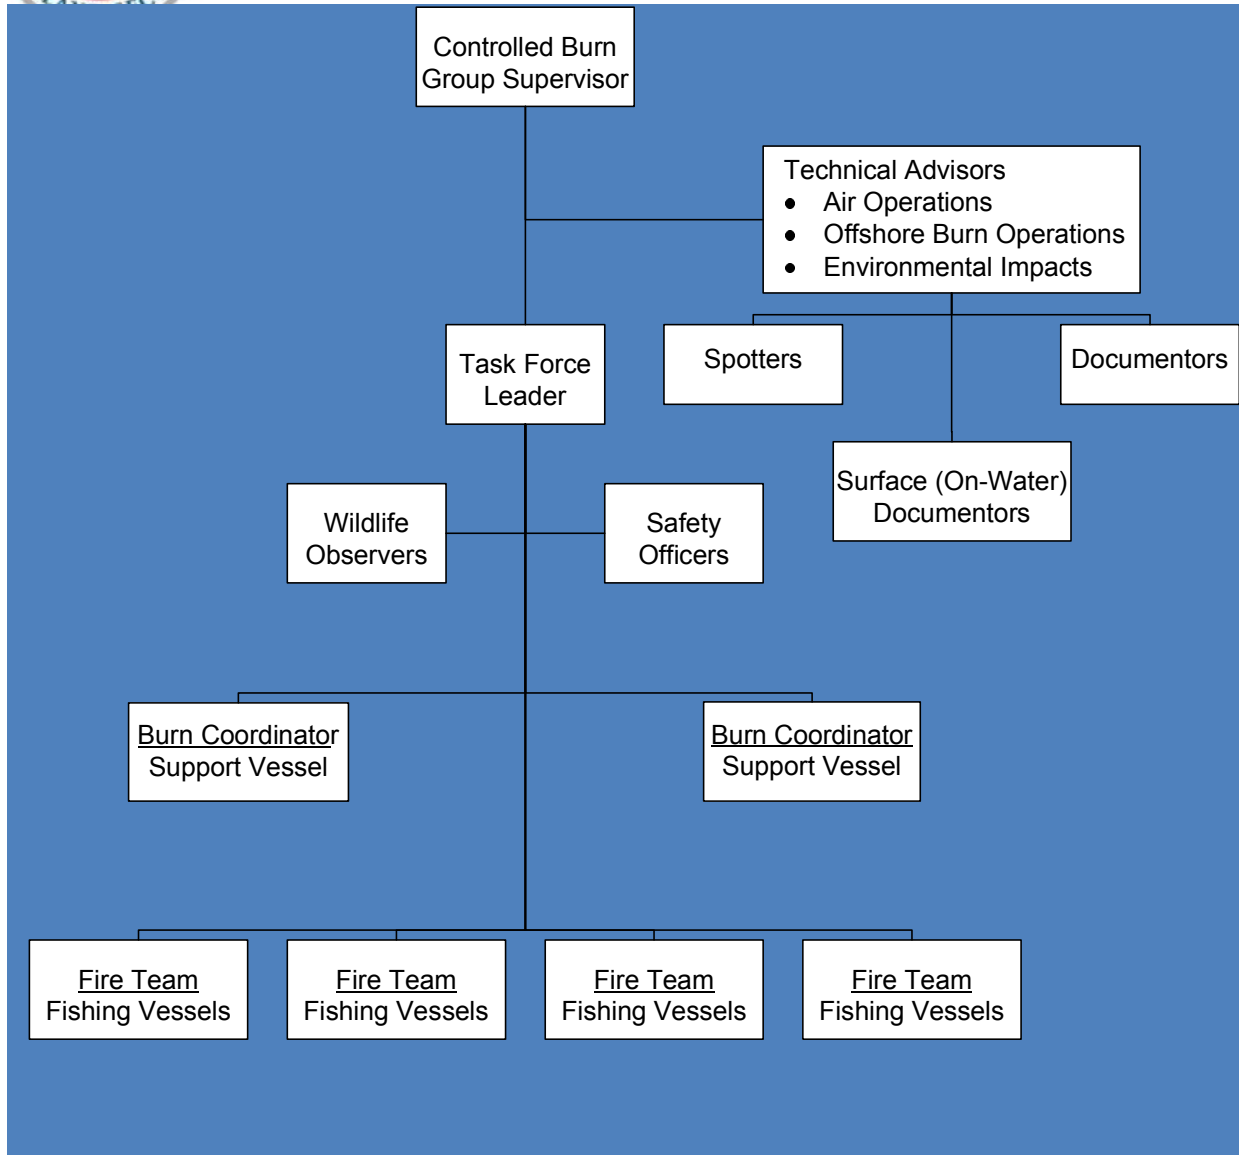 Controlled Burn
Group Supervisor
Technical Advisors
• Air Operations
• Offshore Burn Operations
• Environmental Impacts
Task Force
Leader
Spotters
Documentors
Surface (On-Water)
Documentors
Wildlife
Observers
Safety
Officers
Burn Coordinator
Support Vessel
Burn Coordinator
Support Vessel
Fire Team
Fishing Vessels
Fire Team
Fishing Vessels
Fire Team
Fishing Vessels
Fire Team
Fishing Vessels